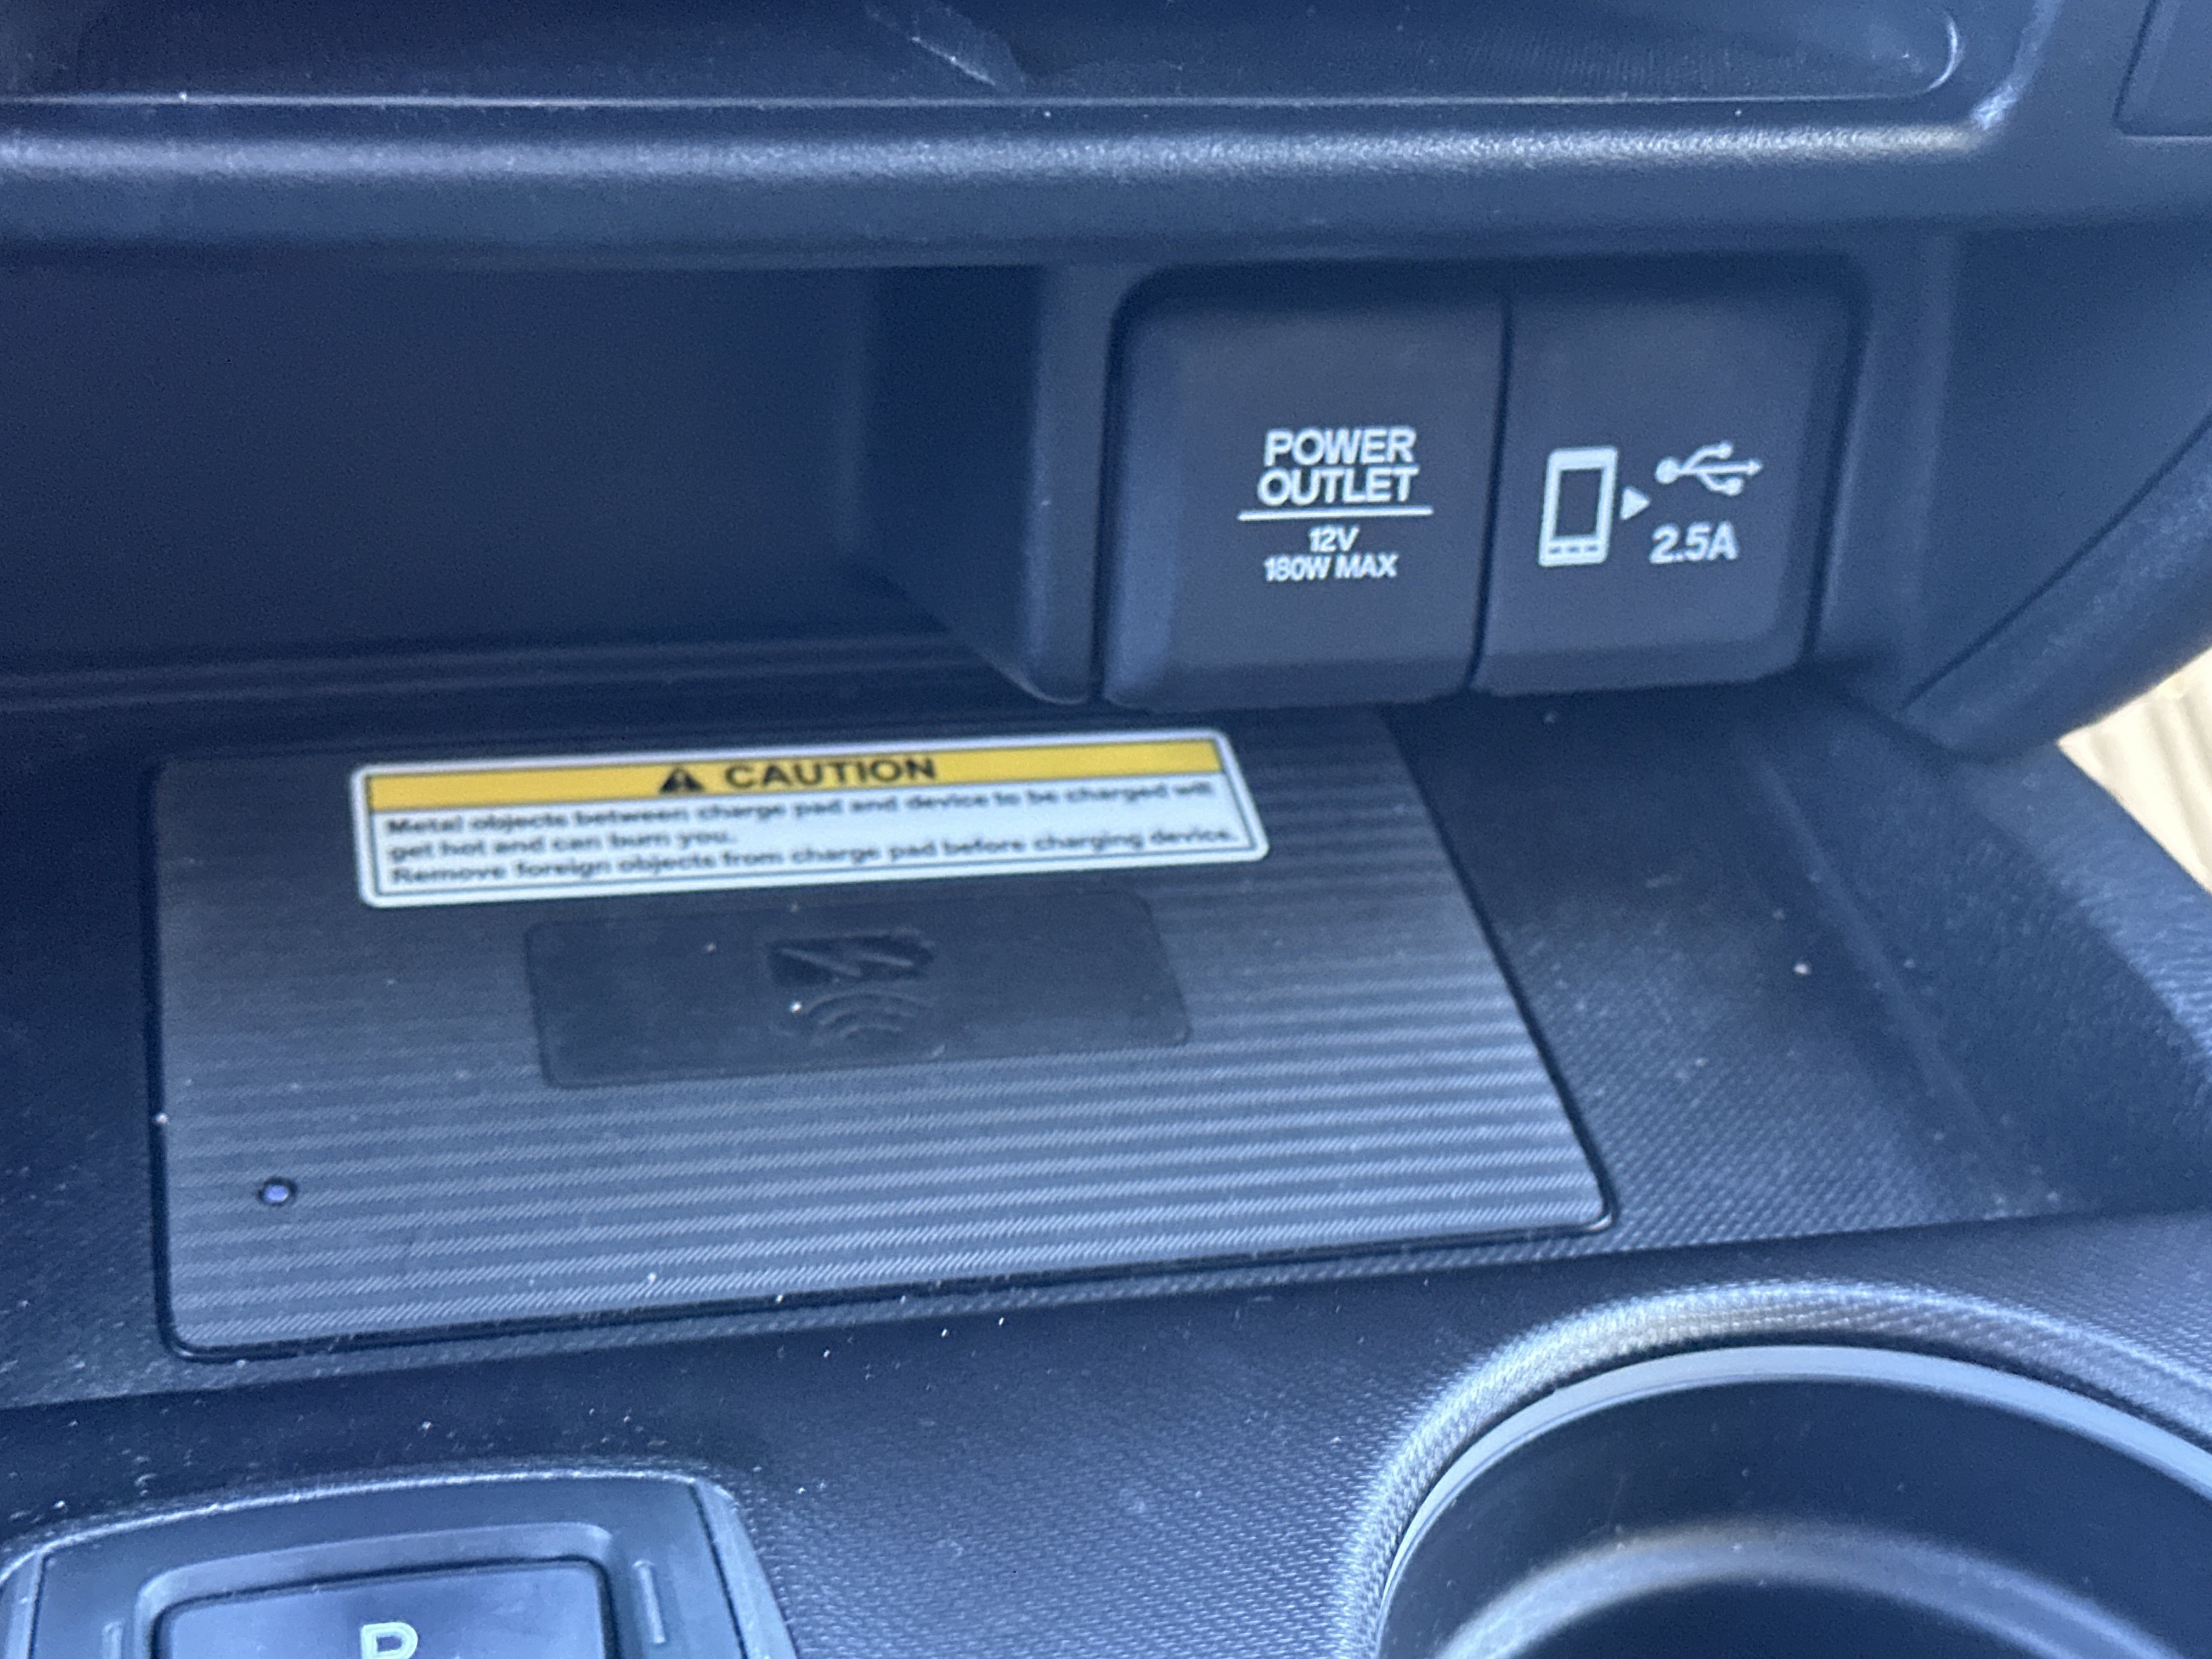 POWER
OUTLET
12V
180W MAX
2.5A
CAUTION
Metal objects between charge pad and device to be charged will
get hot and can burn you.
Remove foreign objects from charge pad before charging device.
P